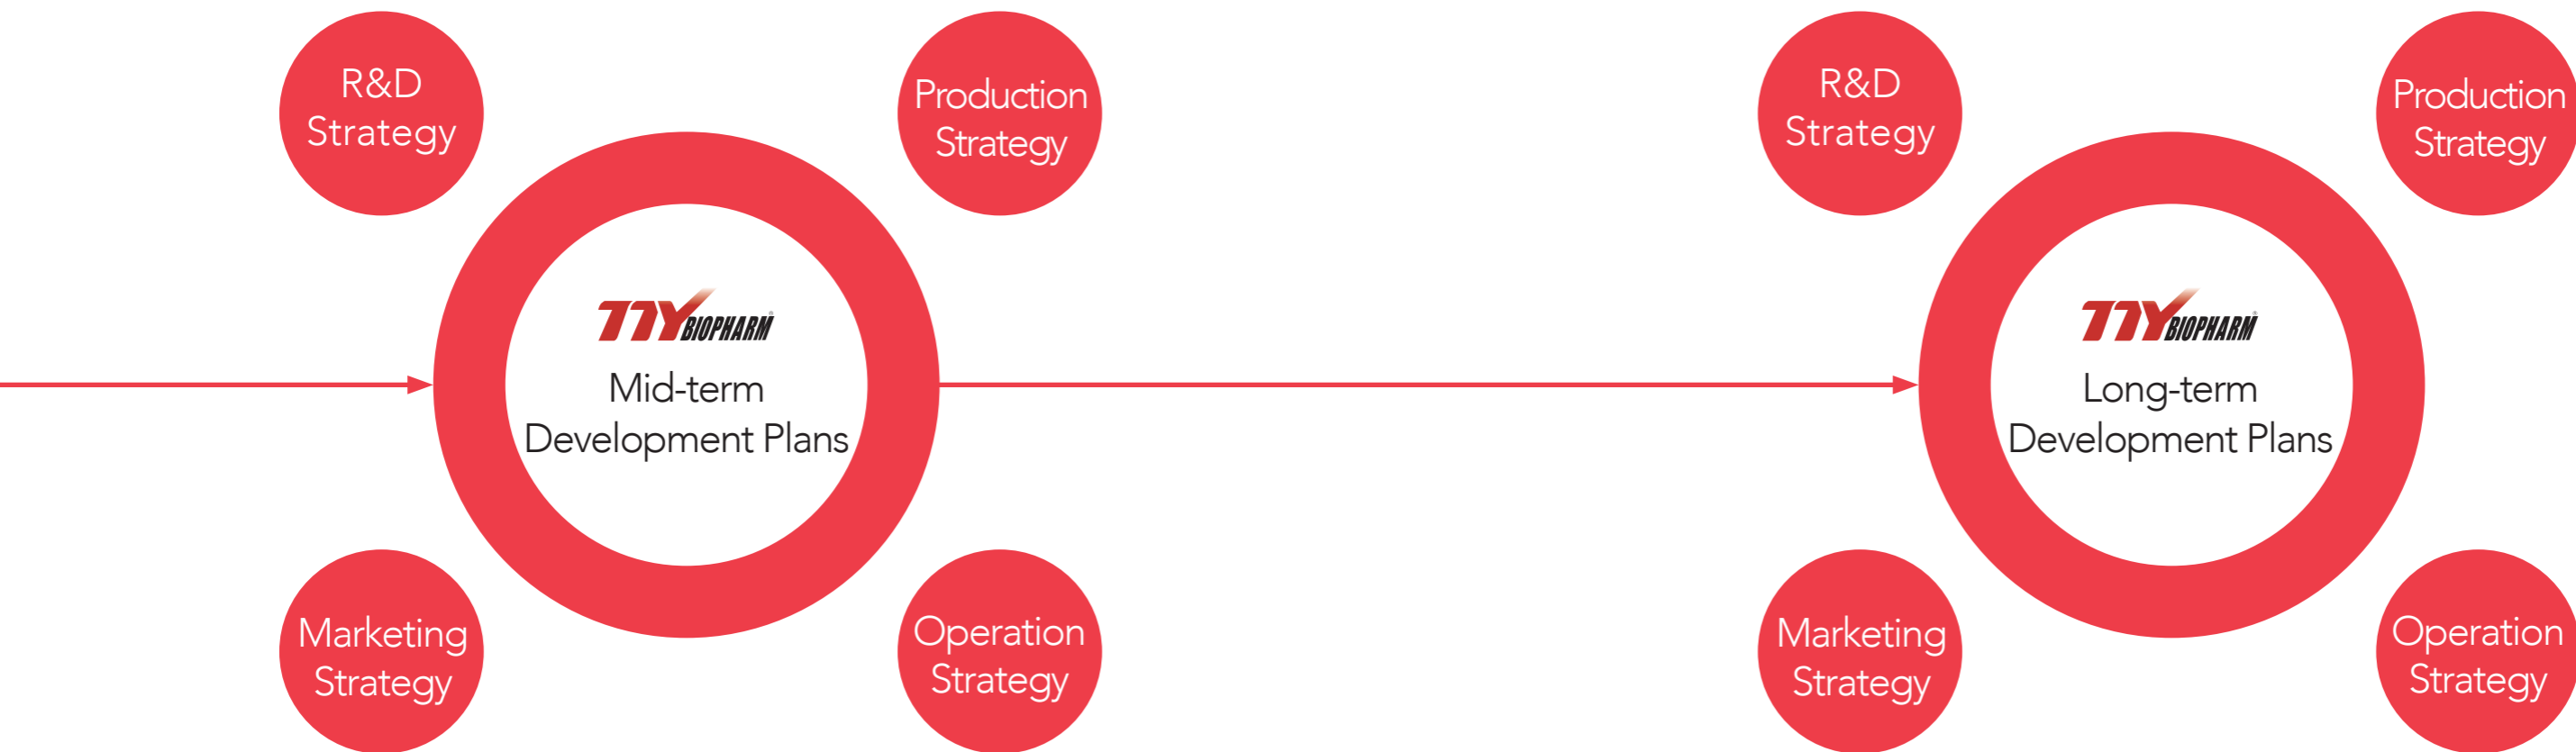 R&D
Strategy
Production
Strategy
TTY BIOPHARM®
Mid-term
Development Plans
Marketing
Strategy
Operation
Strategy
R&D
Strategy
Production
Strategy
TTY BIOPHARM®
Long-term
Development Plans
Marketing
Strategy
Operation
Strategy